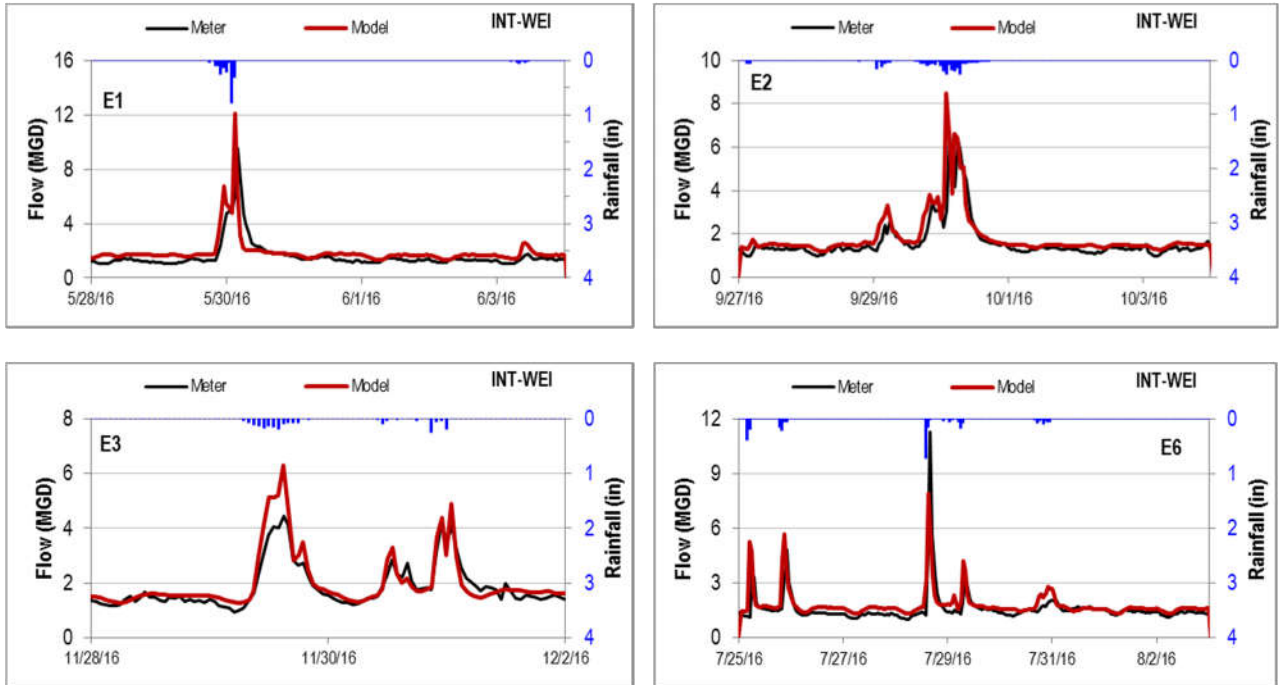 Meter Model INT-WEI
E1
Flow (MGD)
16
12
8
4
0
Rainfall (in)
0
1
2
3
4
5/28/16 5/30/16 6/1/16 6/3/16
Meter Model INT-WEI
E2
Flow (MGD)
10
8
6
4
2
0
Rainfall (in)
0
1
2
3
4
9/27/16 9/29/16 10/1/16 10/3/16
Meter Model INT-WEI
E3
Flow (MGD)
8
6
4
2
0
Rainfall (in)
0
1
2
3
4
11/28/16 11/30/16 12/2/16
Meter Model INT-WEI
E6
Flow (MGD)
12
9
6
3
0
Rainfall (in)
0
1
2
3
4
7/25/16 7/27/16 7/29/16 7/31/16 8/2/16